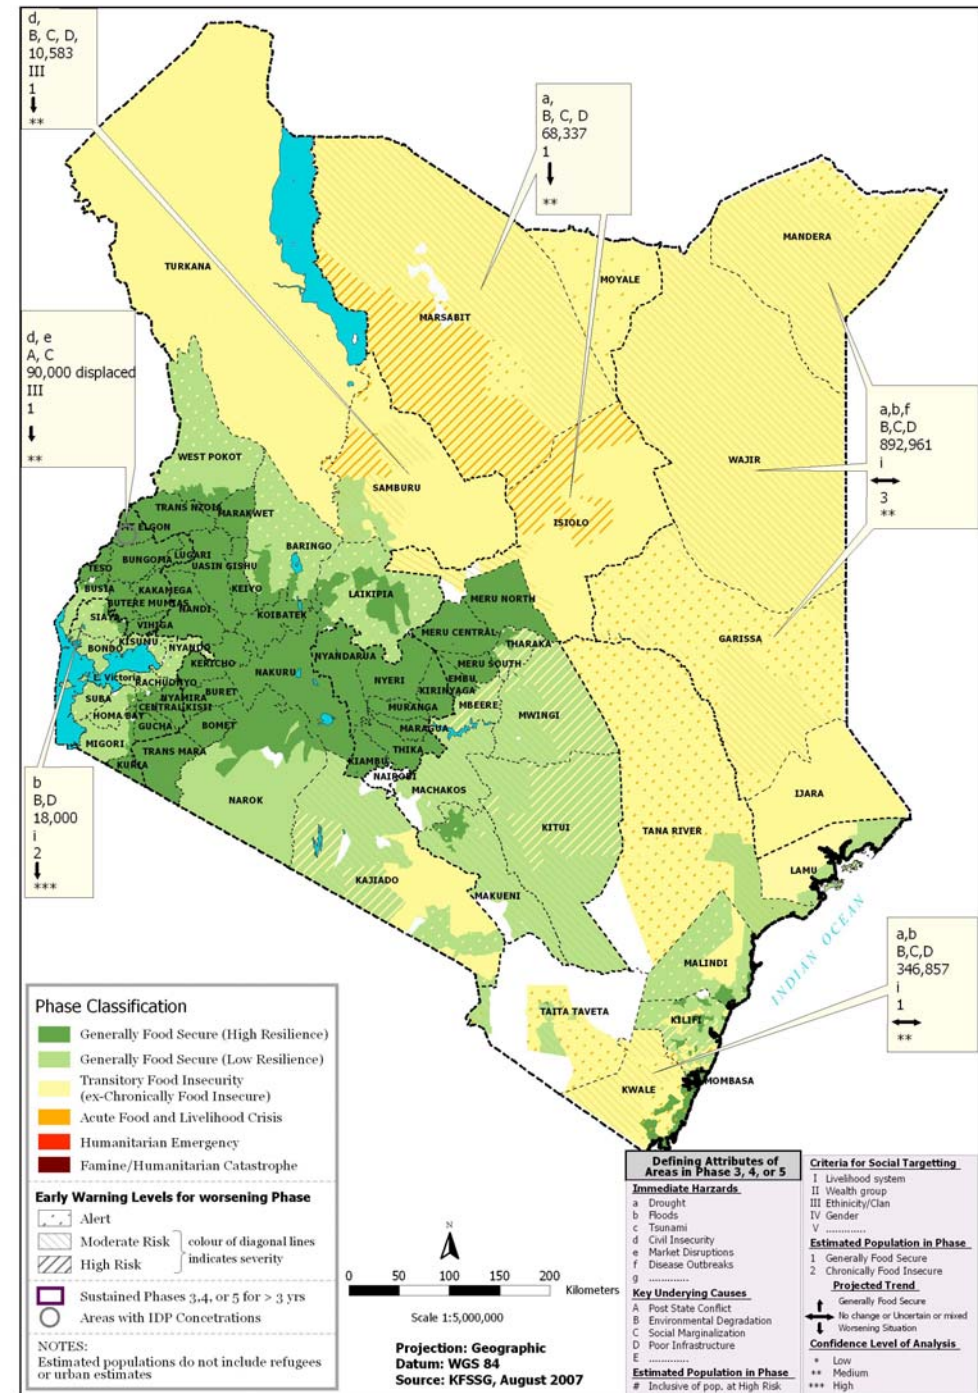 d,
B, C, D,
10,583
III
1
**
a,
B, C, D
68,337
1
**
MANDERA
TURKANA
MOYALE
MARSABIT
d, e
A, C
90,000 displaced
III
1
**
a,b,f
B,C,D
892,961
i
3
**
WEST POKOT
WAJIR
SAMBURU
TRANS NZOIA
MARAKWET
ISIOLO
ELGON
BARINGO
BUNGOMA
LUGARI
UASIN GISHU
TESO
BUSIA
KAKAMEGA
KEIYO
LAIKIPIA
MERU NORTH
BUTERE MUMIAS
NANDI
SIAYA
VIHIGA
KOIBATEK
MERU CENTRAL
GARISSA
BONDO
KISUMU
NYANDO
NYANDARUA
THARAKA
KERICHO
MERU SOUTH
L. Victoria
RACHUONYO
NAKURU
NYERI
EMBU
SUBA
NYAMIRA
BURET
KIRINYAGA
MBEERE
HOMA BAY
CENTRAL KISII
MURANGA
MWINGI
GUCHA
BOMET
MARAGUA
MIGORI
TRANS MARA
THIKA
KURIA
KIAMBU
NAIROBI
MACHAKOS
b
B,D
18,000
i
2
***
NAROK
IJARA
KITUI
TANA RIVER
KAJIADO
LAMU
MAKUENI
INDIAN OCEAN
a,b
B,C,D
346,857
i
1
**
MALINDI
TAITA TAVETA
KILIFI
KWALE
MOMBASA
Phase Classification
Generally Food Secure (High Resilience)
Generally Food Secure (Low Resilience)
Transitory Food Insecurity
(ex-Chronically Food Insecure)
Acute Food and Livelihood Crisis
Humanitarian Emergency
Famine/Humanitarian Catastrophe
Early Warning Levels for worsening Phase
Alert
Moderate Risk
High Risk
colour of diagonal lines
indicates severity
Sustained Phases 3,4, or 5 for > 3 yrs
Areas with IDP Concetrations
NOTES:
Estimated populations do not include refugees
or urban estimates
N
0 50 100 150 200
Kilometers
Scale 1:5,000,000
Projection: Geographic
Datum: WGS 84
Source: KFSSG, August 2007
Defining Attributes of
Areas in Phase 3, 4, or 5
Immediate Harzards
a Drought
b Floods
c Tsunami
d Civil Insecurity
e Market Disruptions
f Disease Outbreaks
g .............
Key Underlying Causes
A Post State Conflict
B Environmental Degradation
C Social Marginalization
D Poor Infrastructure
E .............
Estimated Population in Phase
# Inclusive of pop. at High Risk
Criteria for Social Targetting
I Livelihood system
II Wealth group
III Ethinicity/Clan
IV Gender
V .............
Estimated Population in Phase
1 Generally Food Secure
2 Chronically Food Insecure
Projected Trend
Generally Food Secure
No change or Uncertain or mixed
Worsening Situation
Confidence Level of Analysis
* Low
** Medium
*** High